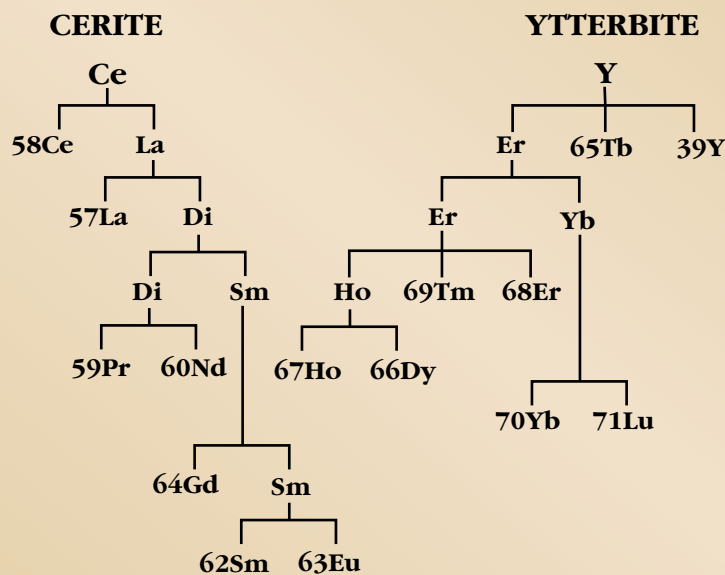 CERITE YTTERBITE
Ce Y
58Ce La Er 65Tb 39Y
57La Di Er Yb
Di Sm Ho 69Tm 68Er
59Pr 60Nd 67Ho 66Dy
70Yb 71Lu
64Gd Sm
62Sm 63Eu